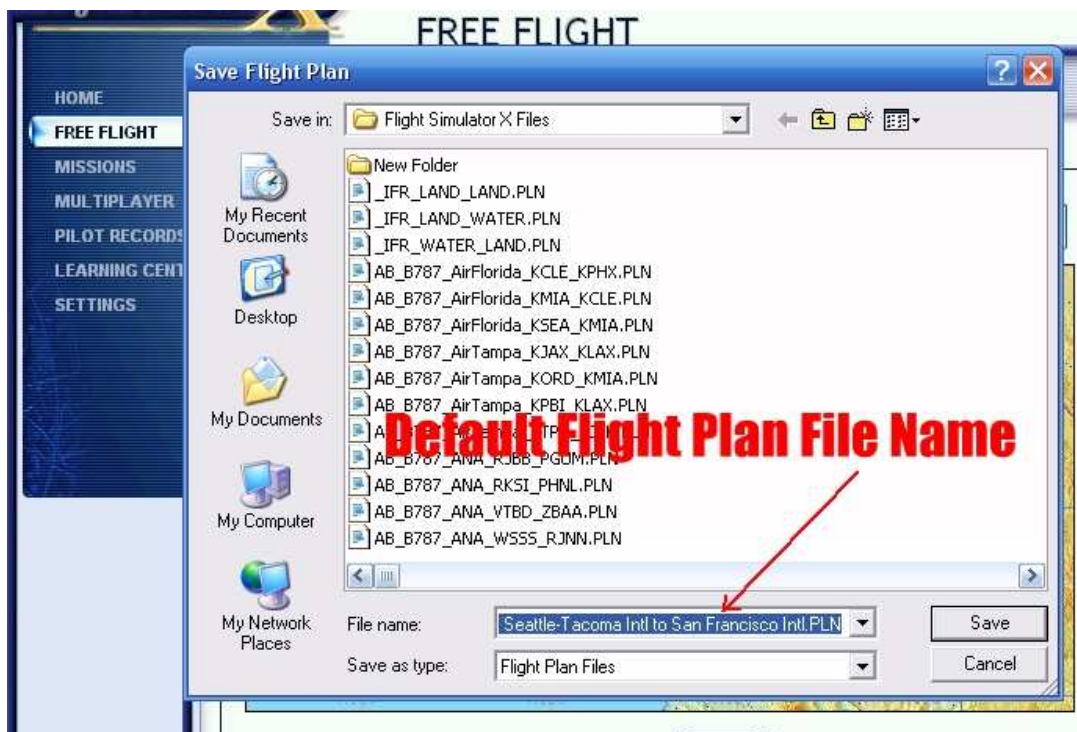 FREE FLIGHT
HOME
FREE FLIGHT
MISSIONS
MULTIPLAYER
PILOT RECORDS
LEARNING CENT
SETTINGS
Save Flight Plan
Save in:
Flight Simulator X Files
My Recent
Documents
Desktop
My Documents
My Computer
My Network
Places
New Folder
_IFR_LAND_LAND.PLN
_IFR_LAND_WATER.PLN
_IFR_WATER_LAND.PLN
AB_B787_AirFlorida_KCLE_KPHX.PLN
AB_B787_AirFlorida_KMIA_KCLE.PLN
AB_B787_AirFlorida_KSEA_KMIA.PLN
AB_B787_AirTampa_KJAX_KLAX.PLN
AB_B787_AirTampa_KORD_KMIA.PLN
AB_B787_AirTampa_KPBI_KLAX.PLN
Default Flight Plan File Name
AB_B787_ANA_RJBB_PGUM.PLN
AB_B787_ANA_RKSI_PHNL.PLN
AB_B787_ANA_VTBD_ZBAA.PLN
AB_B787_ANA_WSSS_RJNN.PLN
File name:
Seattle-Tacoma Intl to San Francisco Intl.PLN
Save
Save as type:
Flight Plan Files
Cancel